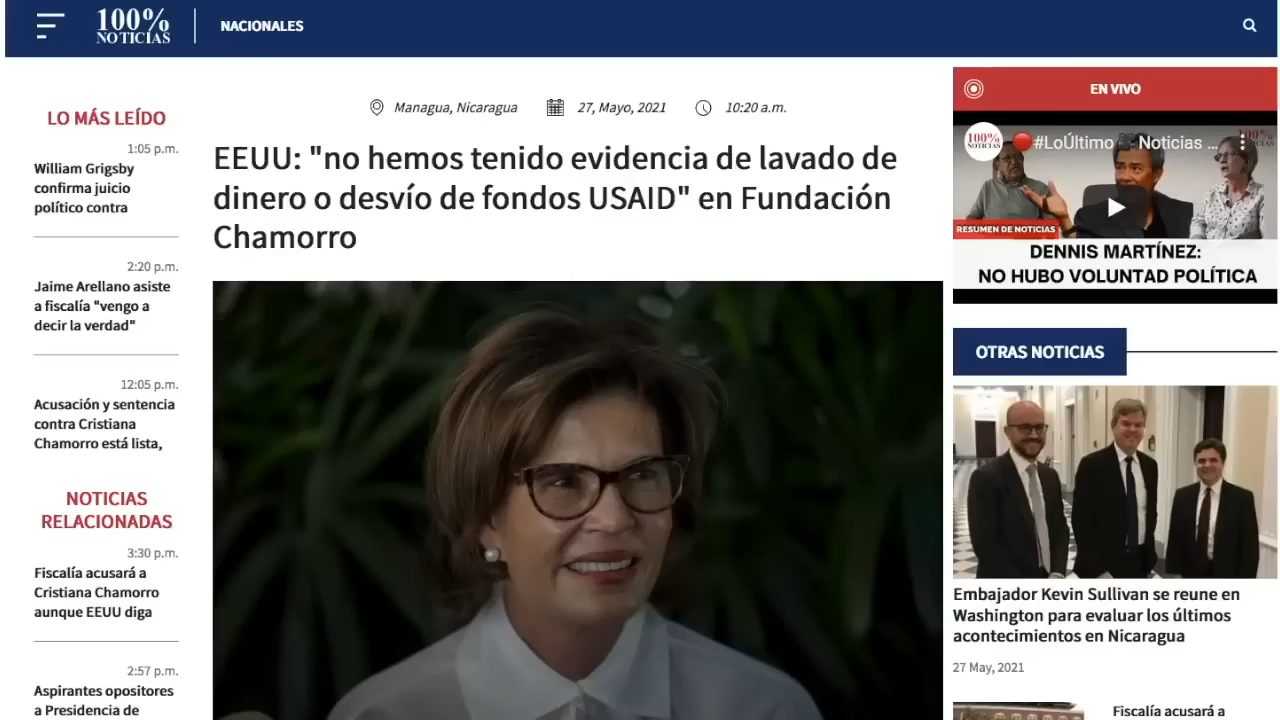 100%
NOTICIAS
NACIONALES
LO MÁS LEÍDO
1:05 p.m.
William Grigsby
confirma juicio
político contra
2:20 p.m.
Jaime Arellano asiste
a fiscalía "vengo a
decir la verdad"
12:05 p.m.
Acusación y sentencia
contra Cristiana
Chamorro está lista,
NOTICIAS
RELACIONADAS
3:30 p.m.
Fiscalía acusará a
Cristiana Chamorro
aunque EEUU diga
2:57 p.m.
Aspirantes opositores
a Presidencia de
Managua, Nicaragua 27, Mayo, 2021 10:20 a.m.
EEUU: "no hemos tenido evidencia de lavado de
dinero o desvío de fondos USAID" en Fundación
Chamorro
EN VIVO
100%
NOTICIAS
#LoÚltimo Noticias ...
100%
NOTICIAS
RESUMEN DE NOTICIAS
DENNIS MARTÍNEZ:
NO HUBO VOLUNTAD POLÍTICA
OTRAS NOTICIAS
Embajador Kevin Sullivan se reune en
Washington para evaluar los últimos
acontecimientos en Nicaragua
27 May, 2021
Fiscalía acusará a